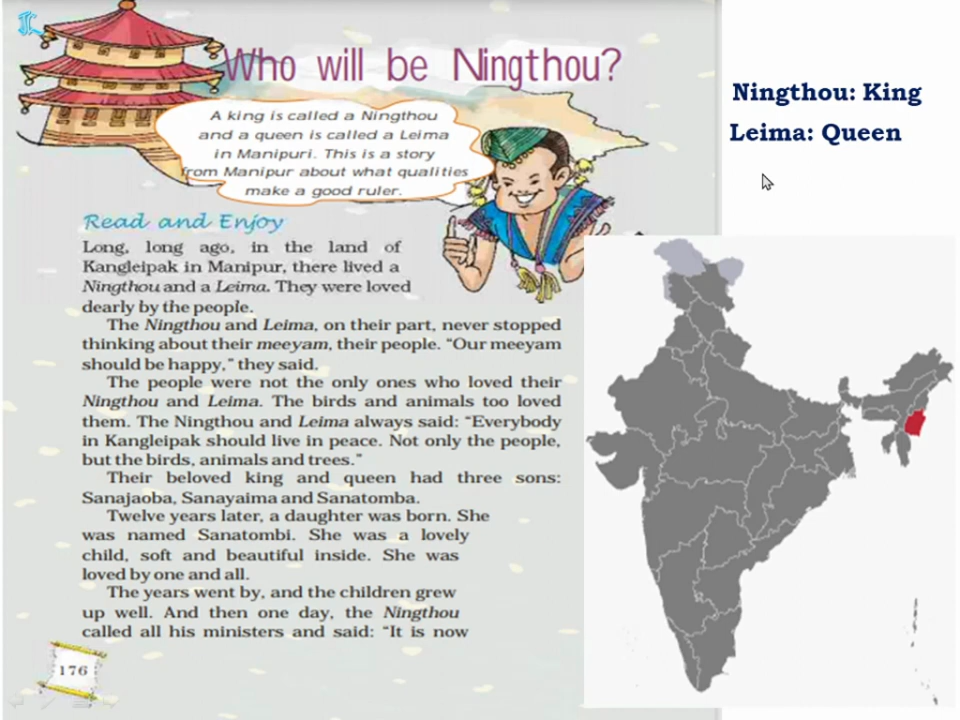 Who will be Ningthou?
A king is called a Ningthou
and a queen is called a Leima
in Manipuri. This is a story
from Manipur about what qualities
make a good ruler.
Ningthou: King
Leima: Queen
Read and Enjoy
Long, long ago, in the land of
Kangleipak in Manipur, there lived a
Ningthou and a Leima. They were loved
dearly by the people.
The Ningthou and Leima, on their part, never stopped
thinking about their meeyam, their people. “Our meeyam
should be happy,” they said.
The people were not the only ones who loved their
Ningthou and Leima. The birds and animals too loved
them. The Ningthou and Leima always said: “Everybody
in Kangleipak should live in peace. Not only the people,
but the birds, animals and trees.”
Their beloved king and queen had three sons:
Sanajaoba, Sanayaima and Sanatomba.
Twelve years later, a daughter was born. She
was named Sanatombi. She was a lovely
child, soft and beautiful inside. She was
loved by one and all.
The years went by, and the children grew
up well. And then one day, the Ningthou
called all his ministers and said: “It is now
176